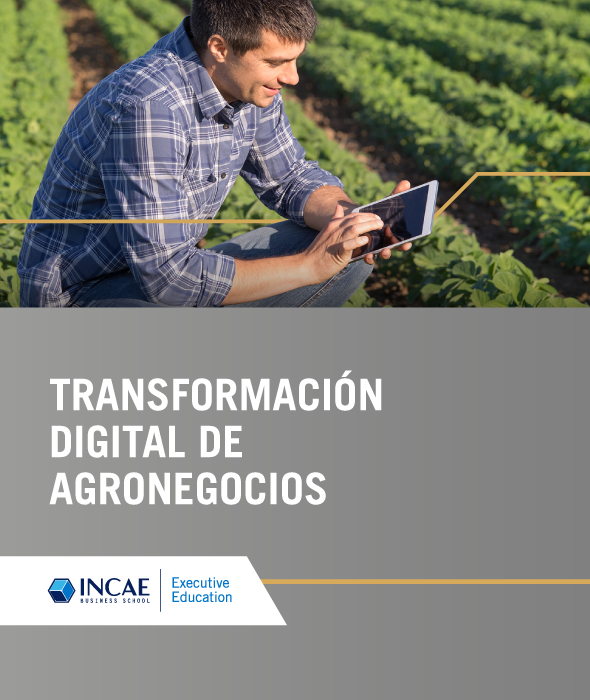 TRANSFORMACIÓN
DIGITAL DE
AGRONEGOCIOS
INCAE
BUSINESS SCHOOL
Executive
Education